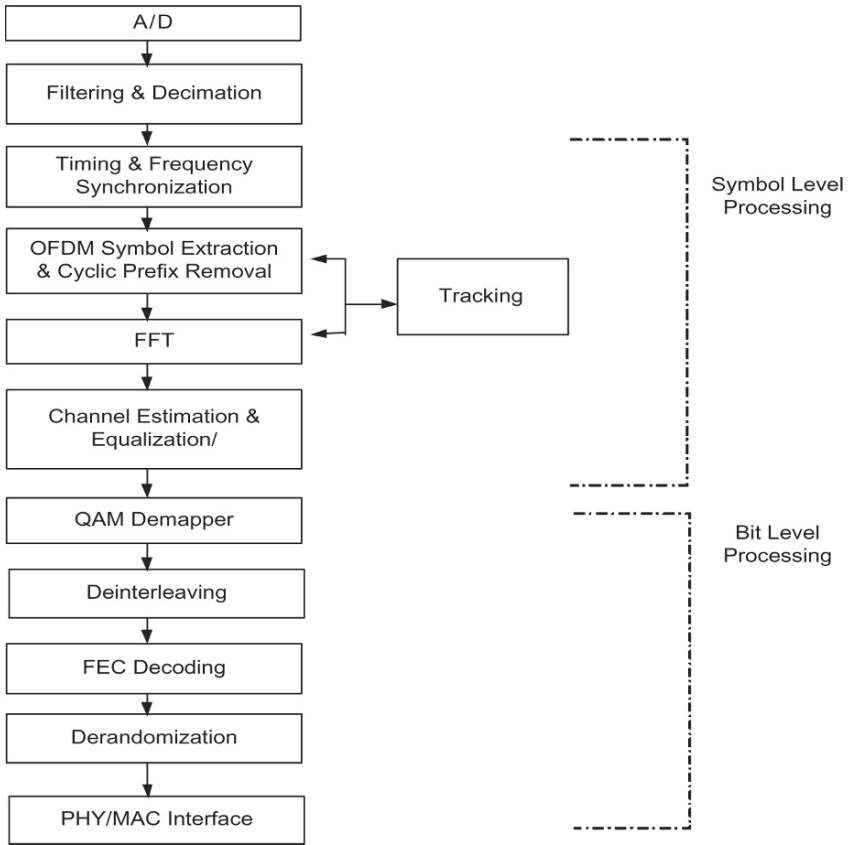 A/D
Filtering & Decimation
Timing & Frequency
Synchronization
Symbol Level
Processing
OFDM Symbol Extraction
& Cyclic Prefix Removal
Tracking
FFT
Channel Estimation &
Equalization/
QAM Demapper
Bit Level
Processing
Deinterleaving
FEC Decoding
Derandomization
PHY/MAC Interface